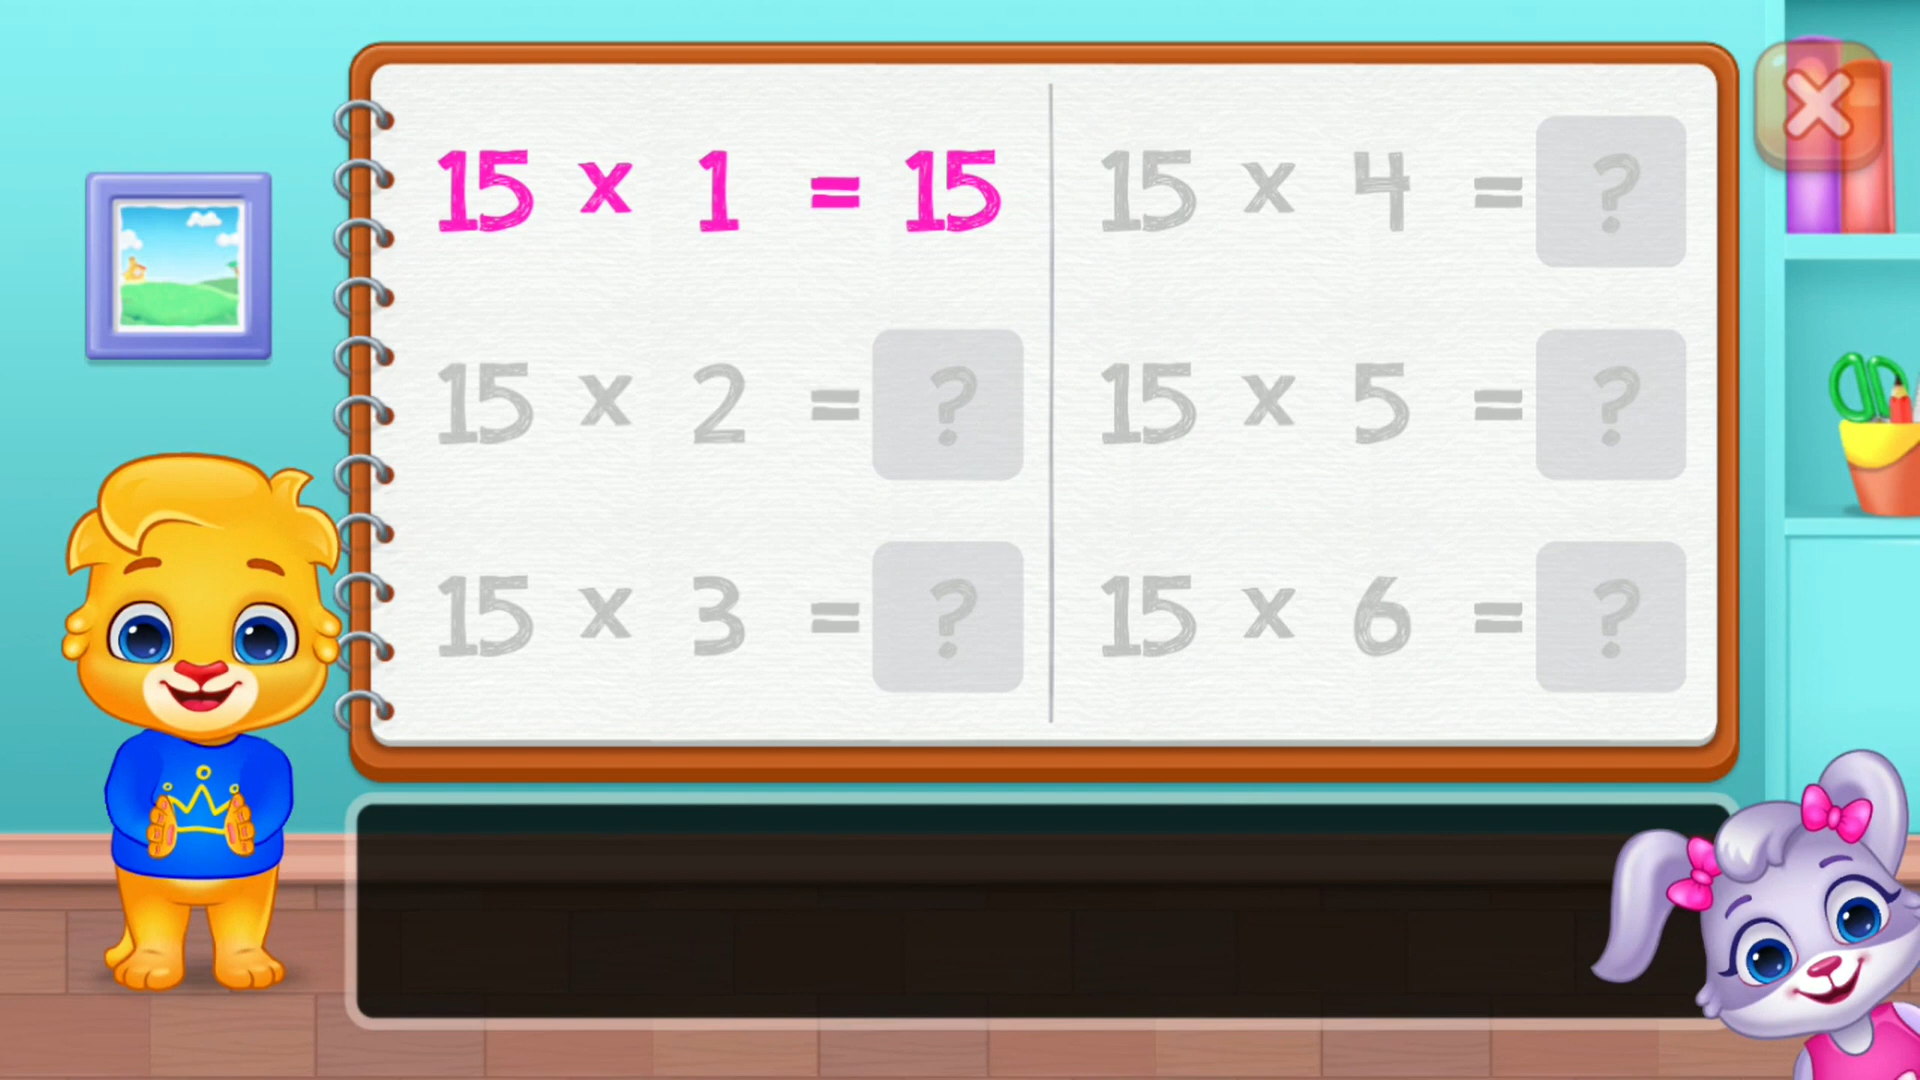 15 x 1 = 15
15 x 2 = ?
15 x 3 = ?
15 x 4 = ?
15 x 5 = ?
15 x 6 = ?